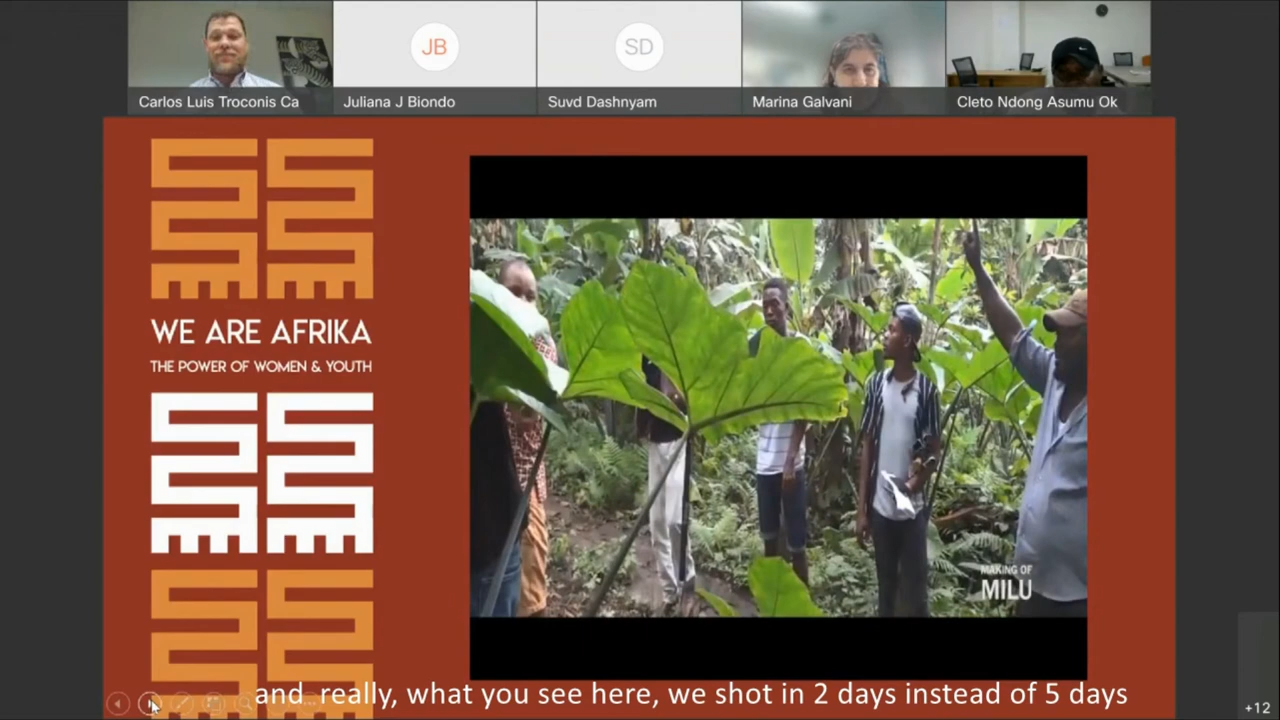 JB
SD
Carlos Luis Troconis Ca
Juliana J Biondo
Suvd Dashnyam
Marina Galvani
Cleto Ndong Asumu Ok
WE ARE AFRIKA
THE POWER OF WOMEN & YOUTH
MAKING OF
MILU
and really, what you see here, we shot in 2 days instead of 5 days
+12